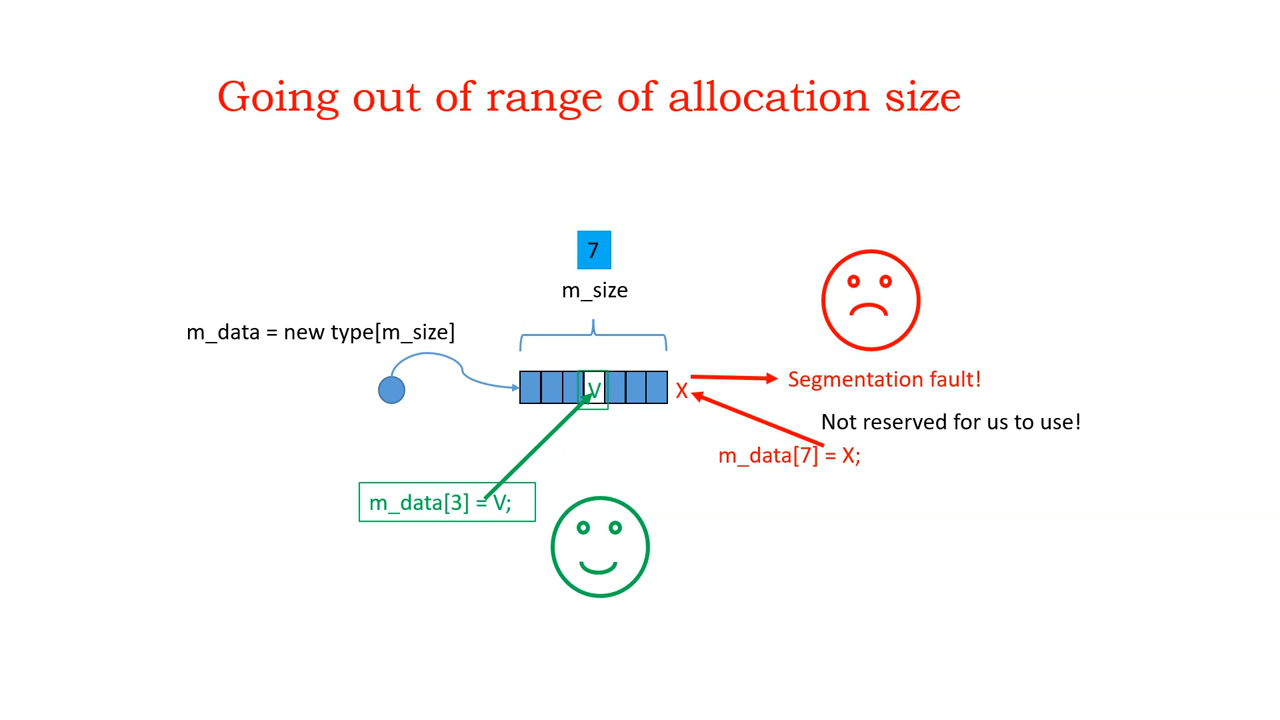 Going out of range of allocation size
7
m_size
m_data = new type[m_size]
V
X
Segmentation fault!
Not reserved for us to use!
m_data[7] = X;
m_data[3] = V;